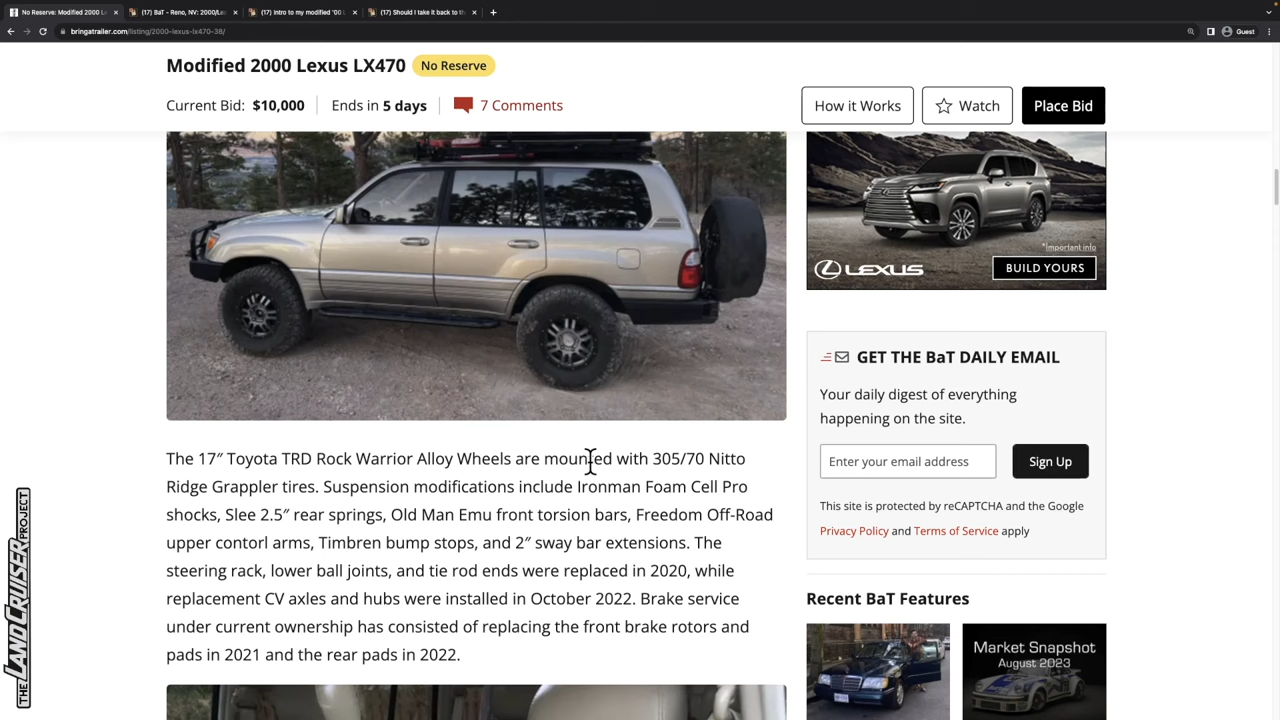 No Reserve: Modified 2000 L
(17) BaT - Reno, NV: 2000/Le
(17) Intro to my modified '00 L
(17) Should I take it back to th
bringatrailer.com/listing/2000-lexus-lx470-38/
Guest
Modified 2000 Lexus LX470
No Reserve
Current Bid: $10,000
Ends in 5 days
7 Comments
How it Works
Watch
Place Bid
*Important info
LEXUS
BUILD YOURS
The 17″ Toyota TRD Rock Warrior Alloy Wheels are mounted with 305/70 Nitto
Ridge Grappler tires. Suspension modifications include Ironman Foam Cell Pro
shocks, Slee 2.5″ rear springs, Old Man Emu front torsion bars, Freedom Off-Road
upper contorl arms, Timbren bump stops, and 2″ sway bar extensions. The
steering rack, lower ball joints, and tie rod ends were replaced in 2020, while
replacement CV axles and hubs were installed in October 2022. Brake service
under current ownership has consisted of replacing the front brake rotors and
pads in 2021 and the rear pads in 2022.
GET THE BaT DAILY EMAIL
Your daily digest of everything
happening on the site.
Enter your email address
Sign Up
This site is protected by reCAPTCHA and the Google
Privacy Policy and Terms of Service apply
Recent BaT Features
Market Snapshot
August 2023
THE LAND CRUISER PROJECT